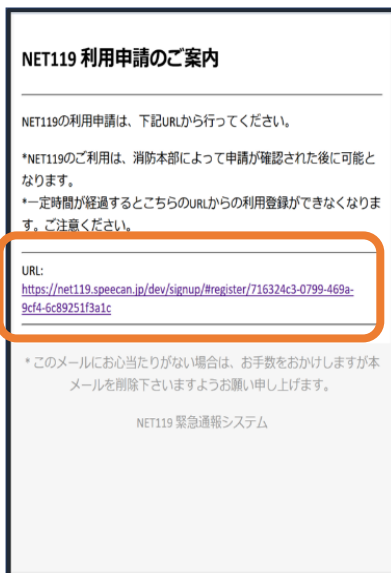 NET119 利用申請のご案内
NET119の利用申請は、下記URLから行ってください。
*NET119のご利用は、消防本部によって申請が確認された後に可能と
なります。
*一定時間が経過するとこちらのURLからの利用登録ができなくなりま
す。ご注意ください。
URL:
https://net119.speecan.jp/dev/signup/#register/716324c3-0799-469a-
9cf4-6c89251f3a1c
* このメールにお心当たりがない場合は、お手数をおかけしますが本
メールを削除下さいますようお願い申し上げます。
NET119 緊急通報システム